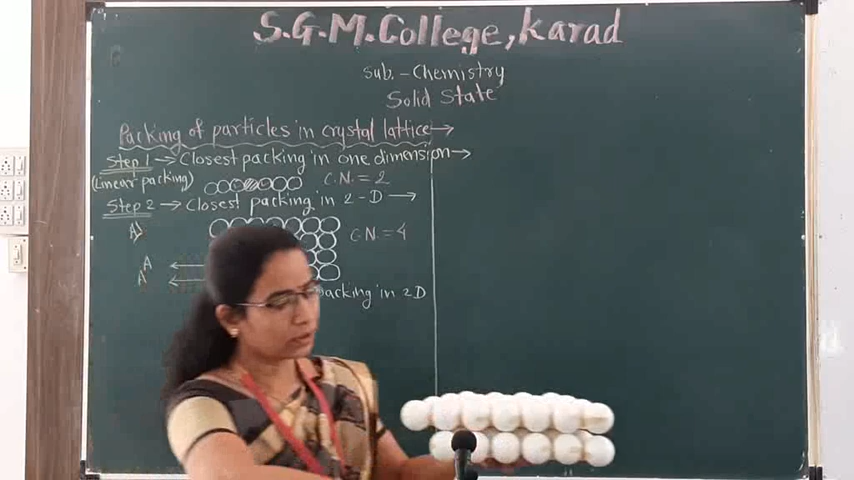 S.G.M.College,Karad
Sub. - Chemistry
Solid State
Packing of particles in crystal lattice →
Step 1 → Closest packing in one dimension →
(Linear packing) C.N. = 2
Step 2 → Closest packing in 2-D →
A>
C.N. = 4
A
A
packing in 2D